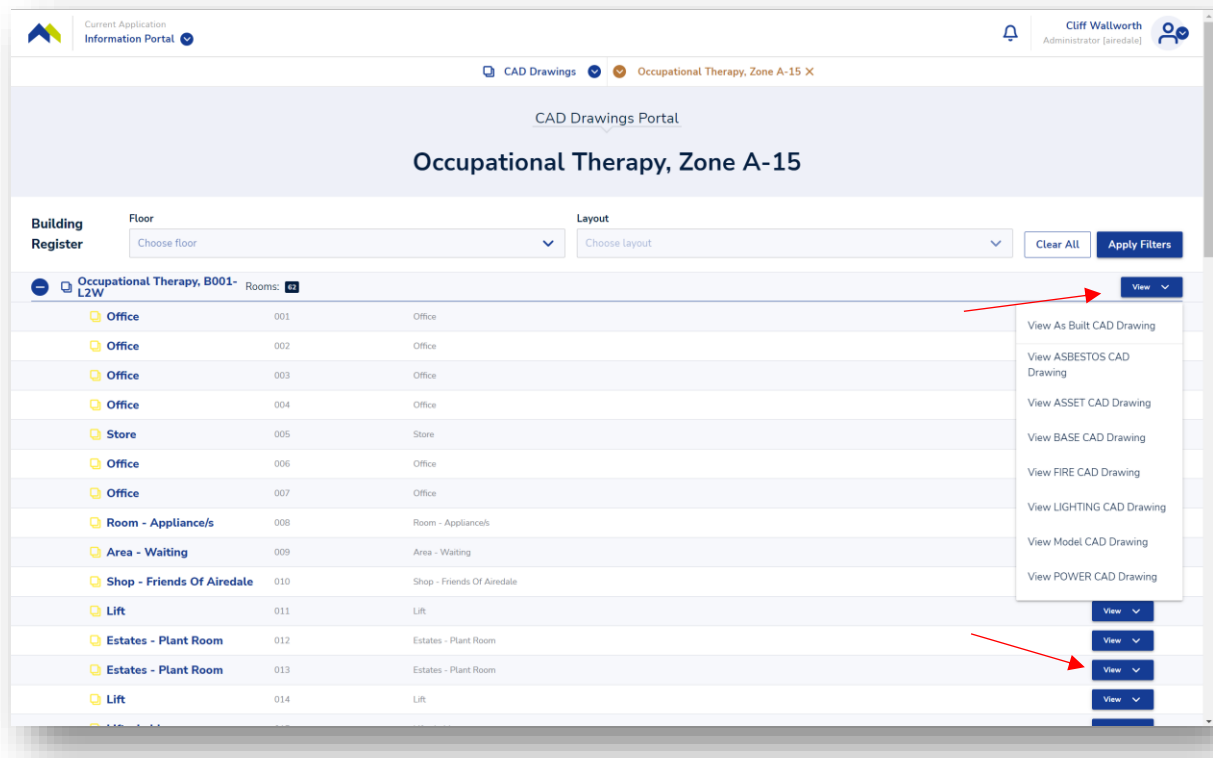 Current Application
Information Portal
Cliff Wallworth
Administrator [airedale]
CAD Drawings
Occupational Therapy, Zone A-15 X
CAD Drawings Portal
Occupational Therapy, Zone A-15
Building
Register
Floor
Choose floor
Layout
Choose layout
Clear All
Apply Filters
Occupational Therapy, B001-
L2W
Rooms: 62
View
View As Built CAD Drawing
View ASBESTOS CAD
Drawing
View ASSET CAD Drawing
View BASE CAD Drawing
View FIRE CAD Drawing
View LIGHTING CAD Drawing
View Model CAD Drawing
View POWER CAD Drawing
Office 001 Office
Office 002 Office
Office 003 Office
Office 004 Office
Store 005 Store
Office 006 Office
Office 007 Office
Room - Appliance/s 008 Room - Appliance/s
Area - Waiting 009 Area - Waiting
Shop - Friends Of Airedale 010 Shop - Friends Of Airedale
Lift 011 Lift View
Estates - Plant Room 012 Estates - Plant Room View
Estates - Plant Room 013 Estates - Plant Room View
Lift 014 Lift View